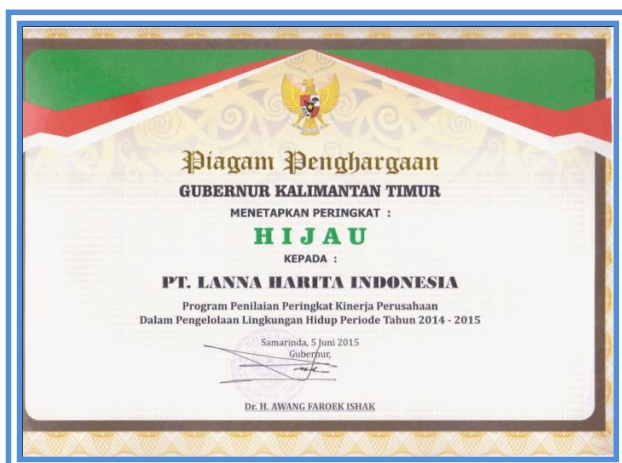 Piagam Penghargaan
GUBERNUR KALIMANTAN TIMUR
MENETAPKAN PERINGKAT :
HIJAU
KEPADA :
PT. LANNA HARITA INDONESIA
Program Penilaian Peringkat Kinerja Perusahaan
Dalam Pengelolaan Lingkungan Hidup Periode Tahun 2014 - 2015
Samarinda, 5 Juni 2015
Gubernur,
Dr. H. AWANG FAROEK ISHAK